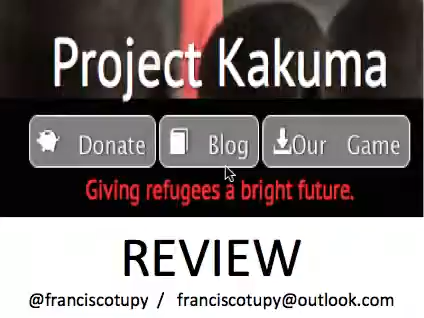 Project Kakuma
Donate Blog Our Game
Giving refugees a bright future.
REVIEW
@franciscotupy / franciscotupy@outlook.com